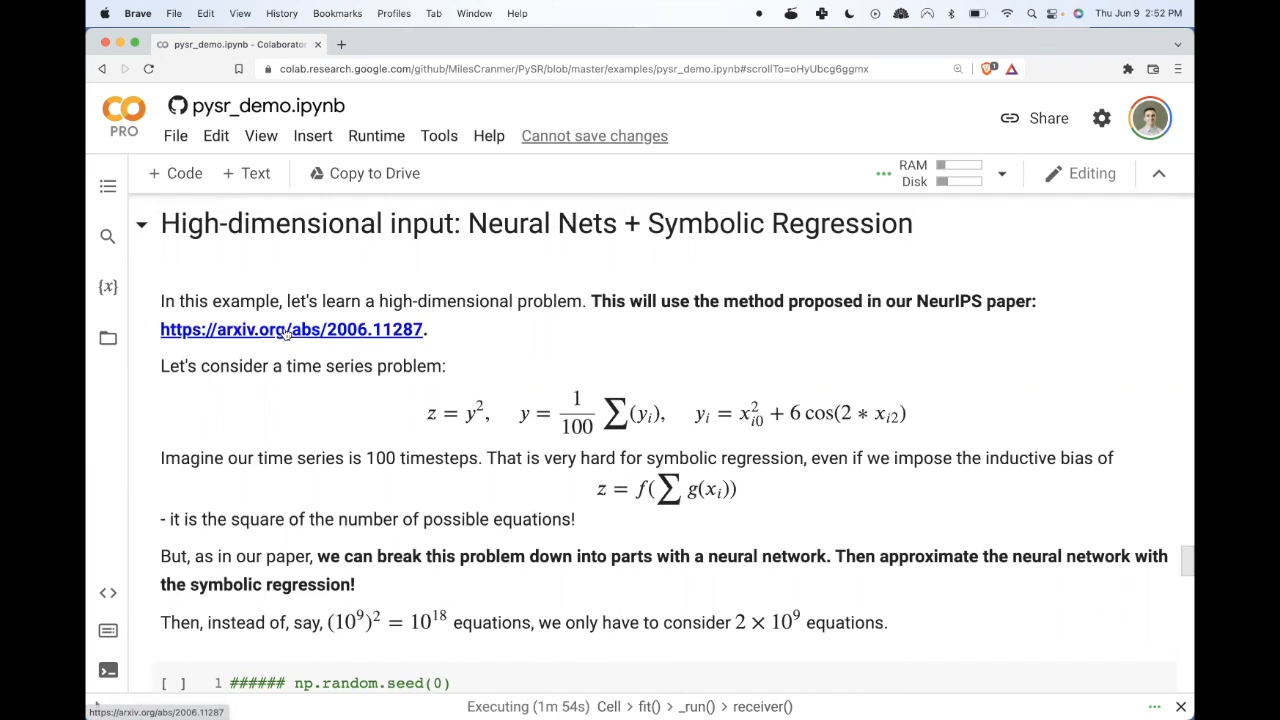 Brave File Edit View History Bookmarks Profiles Tab Window Help Thu Jun 9 2:52 PM
pysr_demo.ipynb - Colaborator
colab.research.google.com/github/MilesCranmer/PySR/blob/master/examples/pysr_demo.ipynb#scrollTo=oHyUbcg6ggmx
PRO
pysr_demo.ipynb
Share
File Edit View Insert Runtime Tools Help Cannot save changes
+ Code + Text Copy to Drive
RAM
Disk
Editing
High-dimensional input: Neural Nets + Symbolic Regression
In this example, let's learn a high-dimensional problem. This will use the method proposed in our NeurIPS paper:
https://arxiv.org/abs/2006.11287.
Let's consider a time series problem:
z = y², y = 1/100 ∑(y_i), y_i = x_{i0}² + 6 cos(2 * x_{i2})
Imagine our time series is 100 timesteps. That is very hard for symbolic regression, even if we impose the inductive bias of
z = f(∑ g(x_i))
- it is the square of the number of possible equations!
But, as in our paper, we can break this problem down into parts with a neural network. Then approximate the neural network with
the symbolic regression!
Then, instead of, say, (10⁹)² = 10¹⁸ equations, we only have to consider 2 × 10⁹ equations.
[ ] 1 ###### np.random.seed(0)
Executing (1m 54s) Cell > fit() > _run() > receiver()
https://arxiv.org/abs/2006.11287